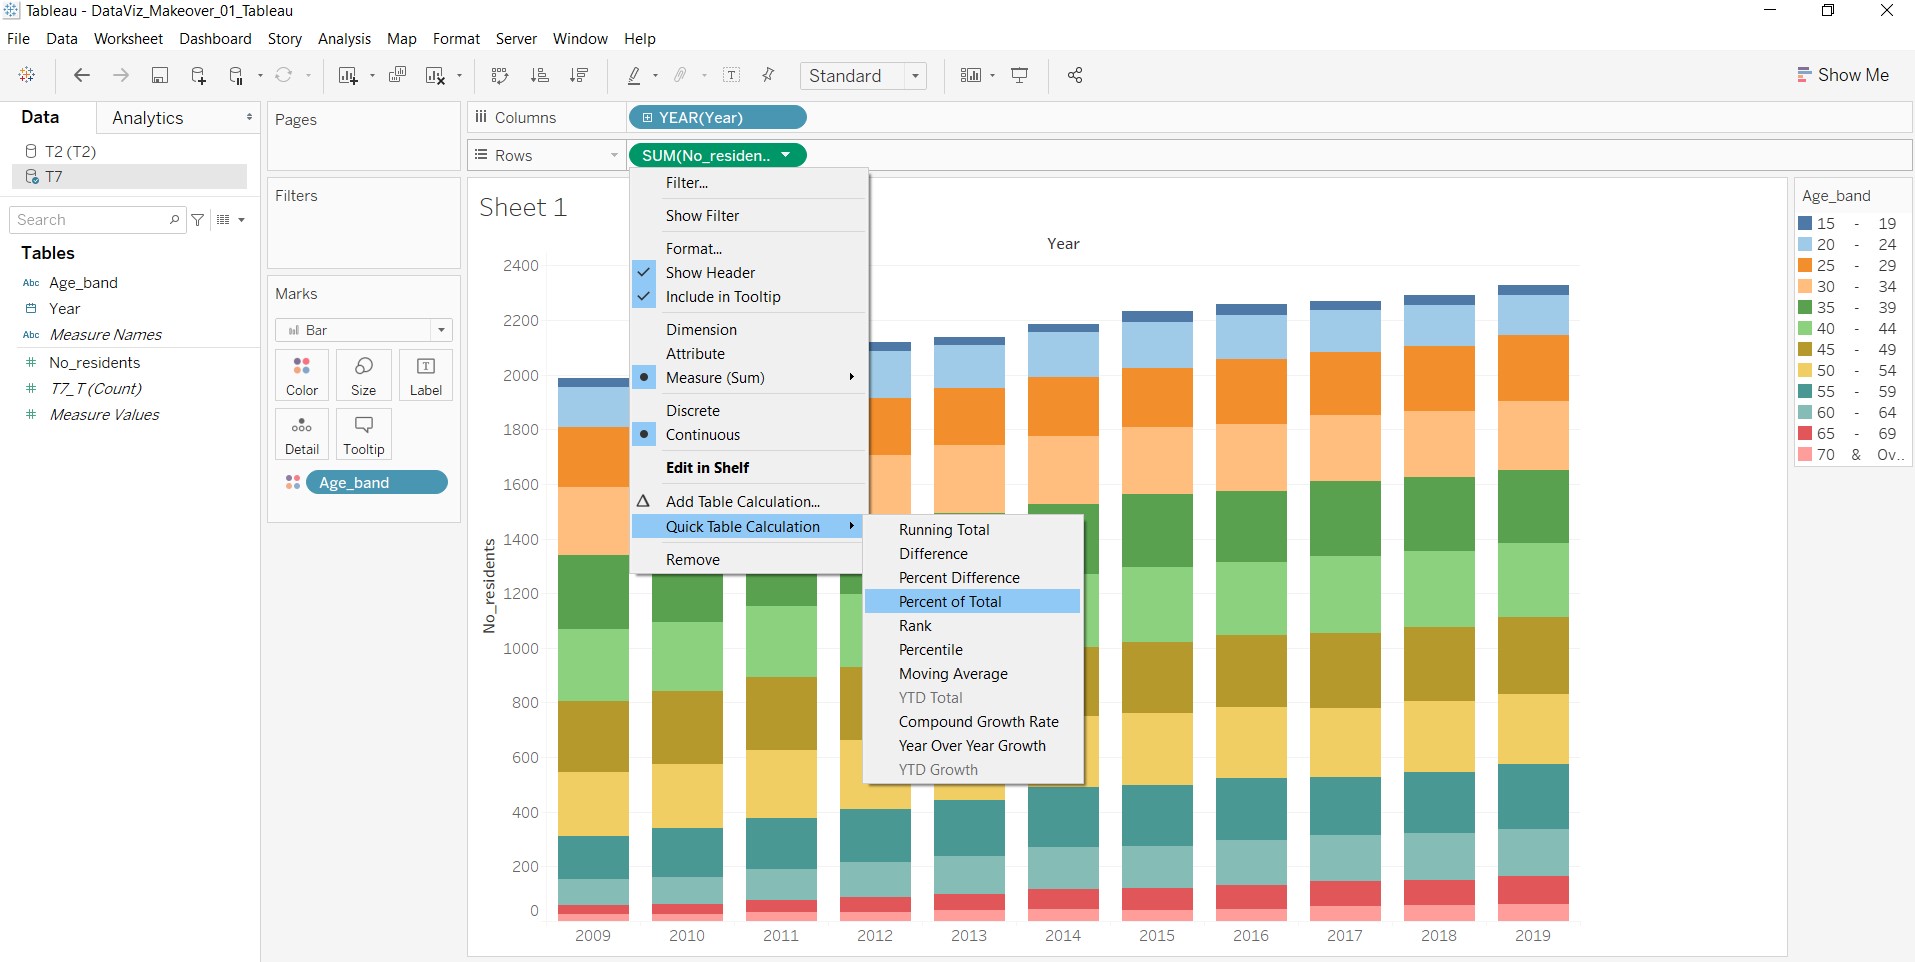 Tableau - DataViz_Makeover_01_Tableau
File Data Worksheet Dashboard Story Analysis Map Format Server Window Help
Standard
Show Me
Data Analytics
T2 (T2)
T7
Search
Tables
Abc Age_band
Year
Abc Measure Names
No_residents
T7_T (Count)
Measure Values
Pages
Filters
Marks
Bar
Color Size Label
Detail Tooltip
Age_band
Columns YEAR(Year)
Rows SUM(No_residen..
Sheet 1
Year
Filter...
Show Filter
Format...
Show Header
Include in Tooltip
Dimension
Attribute
Measure (Sum)
Discrete
Continuous
Edit in Shelf
Add Table Calculation...
Quick Table Calculation
Remove
Running Total
Difference
Percent Difference
Percent of Total
Rank
Percentile
Moving Average
YTD Total
Compound Growth Rate
Year Over Year Growth
YTD Growth
No_residents
2400
2200
2000
1800
1600
1400
1200
1000
800
600
400
200
0
2009 2010 2011 2012 2013 2014 2015 2016 2017 2018 2019
Age_band
15 - 19
20 - 24
25 - 29
30 - 34
35 - 39
40 - 44
45 - 49
50 - 54
55 - 59
60 - 64
65 - 69
70 & Ov..